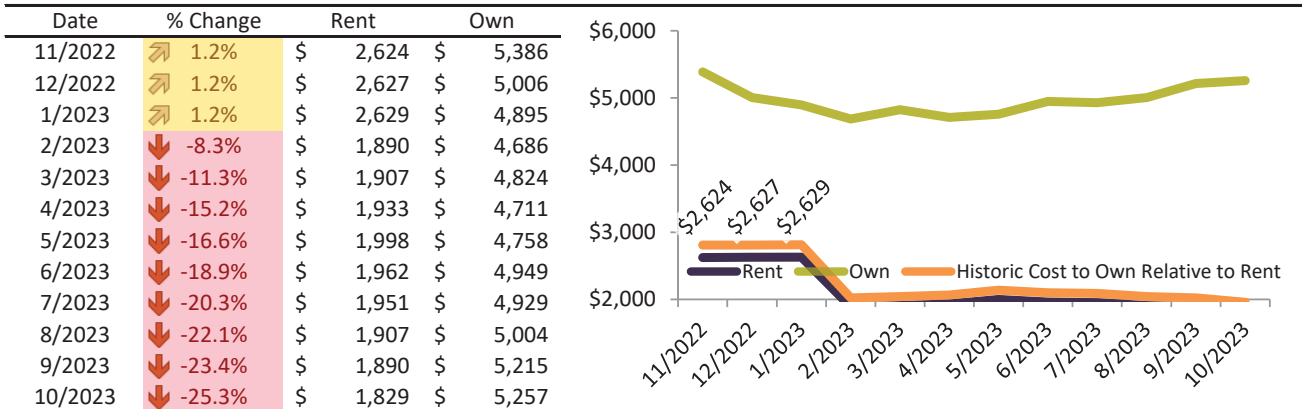 Date % Change Rent Own
11/2022 1.2% $ 2,624 $ 5,386
12/2022 1.2% $ 2,627 $ 5,006
1/2023 1.2% $ 2,629 $ 4,895
2/2023 -8.3% $ 1,890 $ 4,686
3/2023 -11.3% $ 1,907 $ 4,824
4/2023 -15.2% $ 1,933 $ 4,711
5/2023 -16.6% $ 1,998 $ 4,758
6/2023 -18.9% $ 1,962 $ 4,949
7/2023 -20.3% $ 1,951 $ 4,929
8/2023 -22.1% $ 1,907 $ 5,004
9/2023 -23.4% $ 1,890 $ 5,215
10/2023 -25.3% $ 1,829 $ 5,257
$6,000
$5,000
$4,000
$3,000
$2,000
$2,624 $2,627 $2,629
Rent Own Historic Cost to Own Relative to Rent
11/2022 12/2022 1/2023 2/2023 3/2023 4/2023 5/2023 6/2023 7/2023 8/2023 9/2023 10/2023